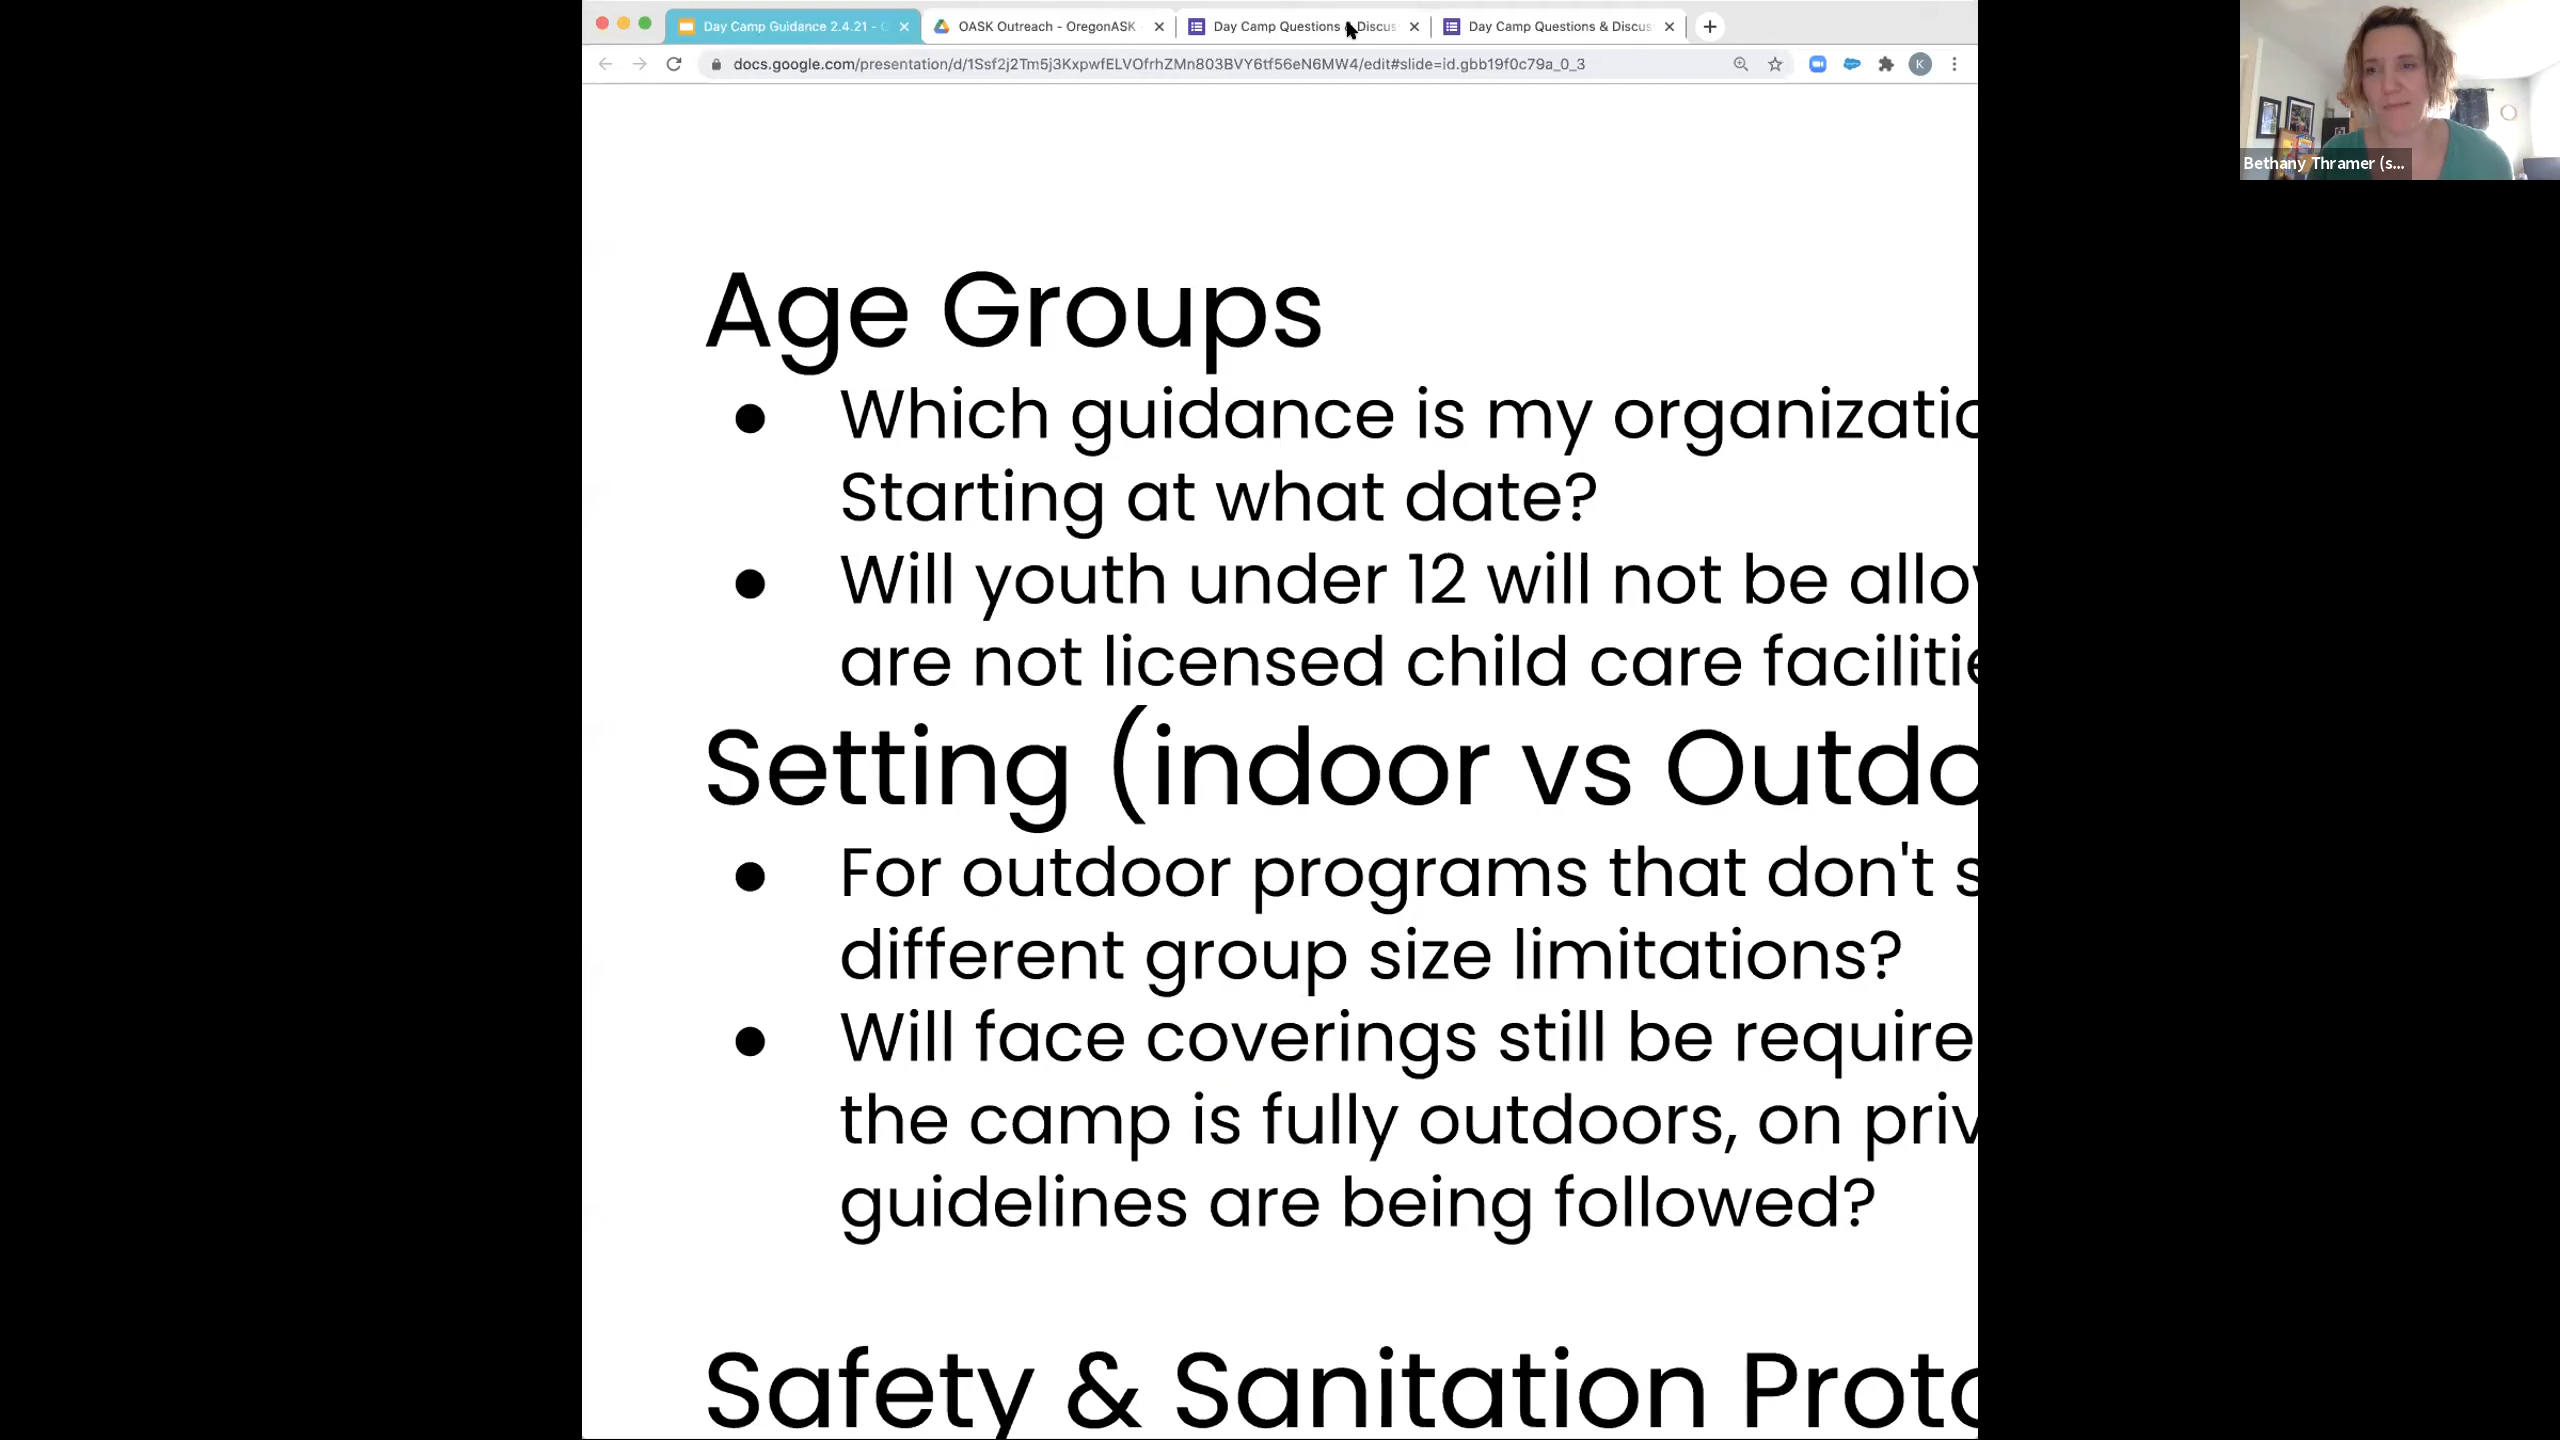 Day Camp Guidance 2.4.21 -
OASK Outreach - OregonASK
Day Camp Questions & Discus
Day Camp Questions & Discus
docs.google.com/presentation/d/1Ssf2j2Tm5j3KxpwfELVOfrhZMn803BVY6tf56eN6MW4/edit#slide=id.gbb19f0c79a_0_3
K
Bethany Thramer (s...
Age Groups
● Which guidance is my organizatio
Starting at what date?
● Will youth under 12 will not be allo
are not licensed child care facilitie
Setting (indoor vs Outdo
● For outdoor programs that don't s
different group size limitations?
● Will face coverings still be require
the camp is fully outdoors, on priv
guidelines are being followed?
Safety & Sanitation Proto